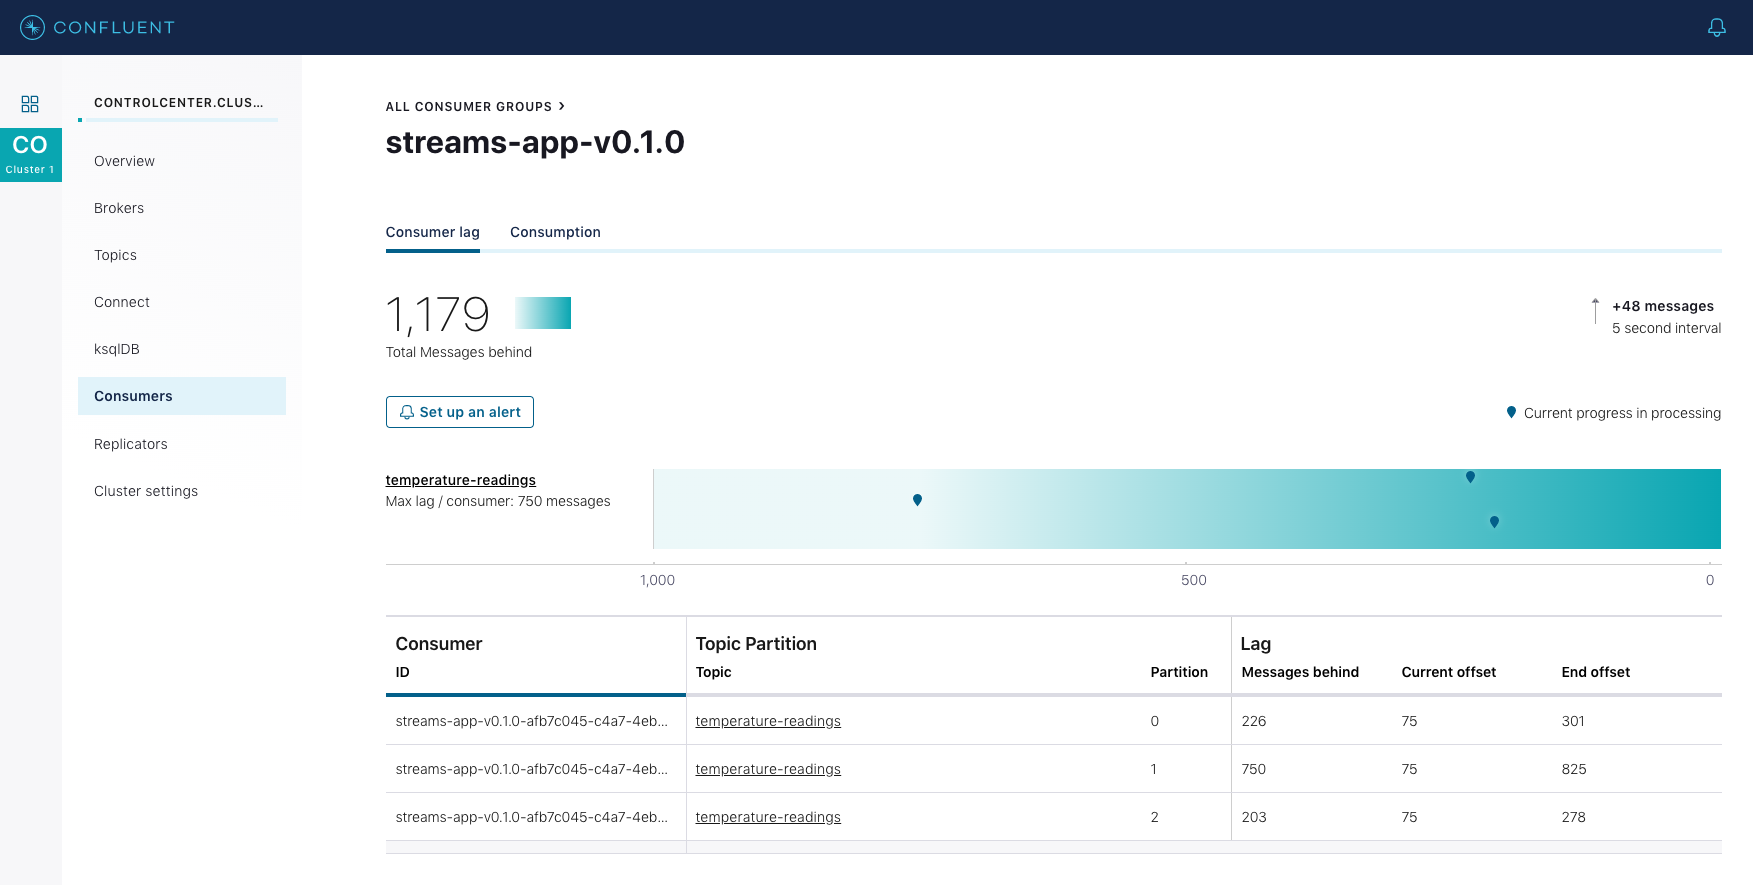 CONFLUENT
CO
Cluster 1
CONTROLCENTER.CLUS...
Overview
Brokers
Topics
Connect
ksqlDB
Consumers
Replicators
Cluster settings
ALL CONSUMER GROUPS >
streams-app-v0.1.0
Consumer lag Consumption
1,179
Total Messages behind
+48 messages
5 second interval
Set up an alert
Current progress in processing
temperature-readings
Max lag / consumer: 750 messages
1,000 500 0
Consumer Topic Partition Lag
ID Topic Partition Messages behind Current offset End offset
streams-app-v0.1.0-afb7c045-c4a7-4eb... temperature-readings 0 226 75 301
streams-app-v0.1.0-afb7c045-c4a7-4eb... temperature-readings 1 750 75 825
streams-app-v0.1.0-afb7c045-c4a7-4eb... temperature-readings 2 203 75 278